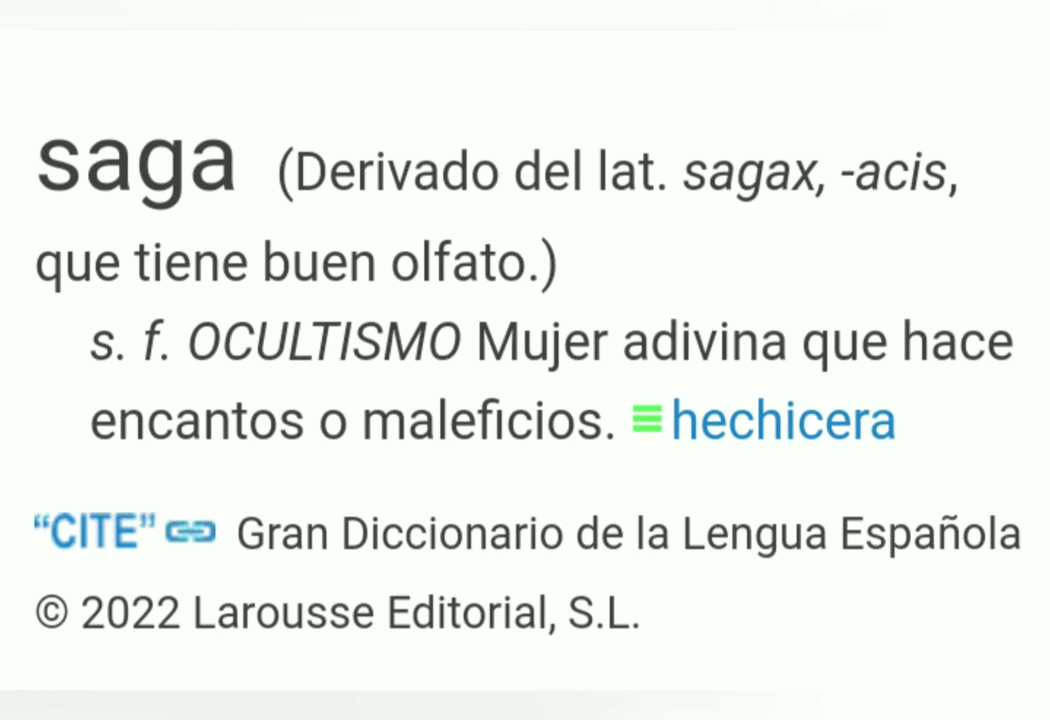 saga (Derivado del lat. sagax, -acis,
que tiene buen olfato.)
s. f. OCULTISMO Mujer adivina que hace
encantos o maleficios. ≡ hechicera
“CITE” Gran Diccionario de la Lengua Española
© 2022 Larousse Editorial, S.L.